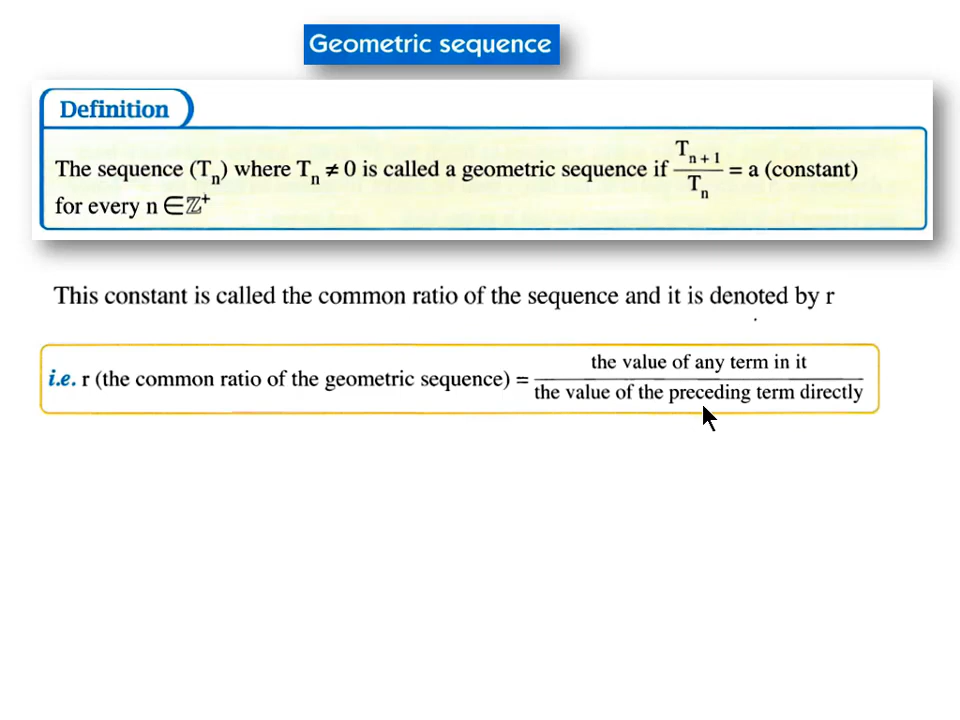 Geometric sequence
Definition
The sequence (Tₙ) where Tₙ ≠ 0 is called a geometric sequence if Tₙ₊₁ / Tₙ = a (constant)
for every n ∈ ℤ⁺
This constant is called the common ratio of the sequence and it is denoted by r
i.e. r (the common ratio of the geometric sequence) = the value of any term in it / the value of the preceding term directly